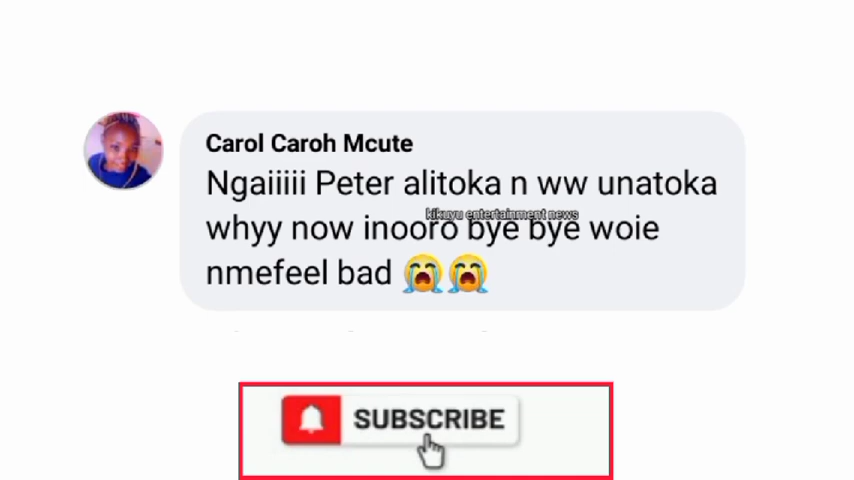 Carol Caroh Mcute
Ngaiiiii Peter alitoka n ww unatoka
kikuyu entertainment news
whyy now inooro bye bye woie
nmefeel bad 😭😭
SUBSCRIBE